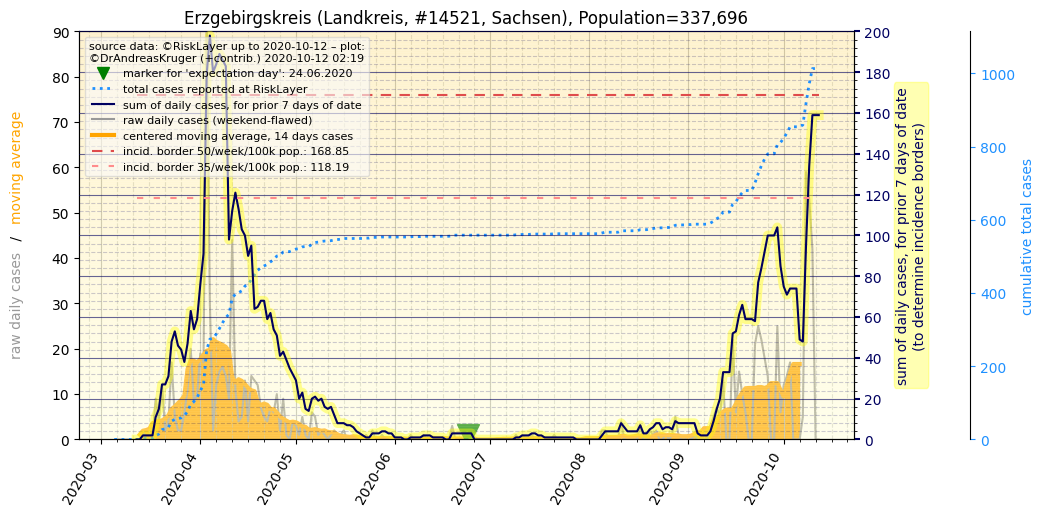 Erzgebirgskreis (Landkreis, #14521, Sachsen), Population=337,696
source data: ©RiskLayer up to 2020-10-12 – plot:
©DrAndreasKruger (+contrib.) 2020-10-12 02:19
marker for 'expectation day': 24.06.2020
total cases reported at RiskLayer
sum of daily cases, for prior 7 days of date
raw daily cases (weekend-flawed)
centered moving average, 14 days cases
incid. border 50/week/100k pop.: 168.85
incid. border 35/week/100k pop.: 118.19
raw daily cases / moving average
90
80
70
60
50
40
30
20
10
0
200
180
160
140
120
100
80
60
40
20
0
sum of daily cases, for prior 7 days of date
(to determine incidence borders)
1000
800
600
400
200
0
cumulative total cases
2020-03
2020-04
2020-05
2020-06
2020-07
2020-08
2020-09
2020-10